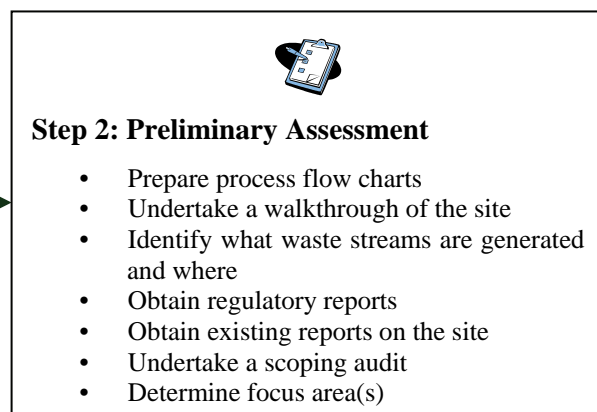 Step 2: Preliminary Assessment
• Prepare process flow charts
• Undertake a walkthrough of the site
• Identify what waste streams are generated
and where
• Obtain regulatory reports
• Obtain existing reports on the site
• Undertake a scoping audit
• Determine focus area(s)